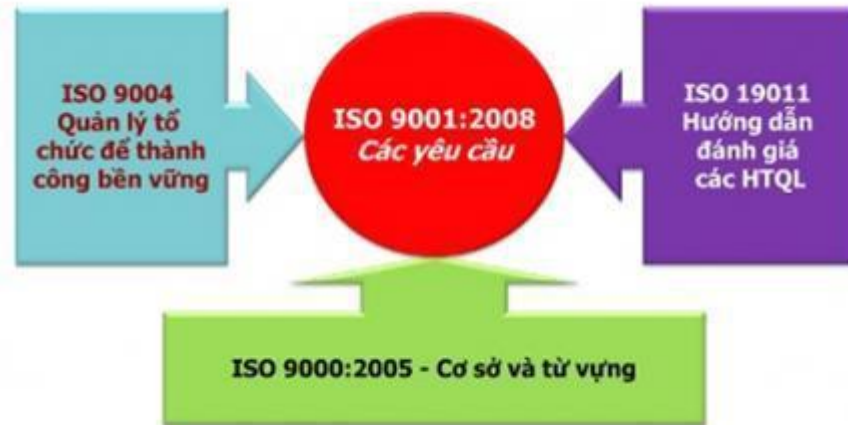 ISO 9004
Quản lý tổ
chức để thành
công bền vững
ISO 9001:2008
Các yêu cầu
ISO 19011
Hướng dẫn
đánh giá
các HTQL
ISO 9000:2005 - Cơ sở và từ vựng